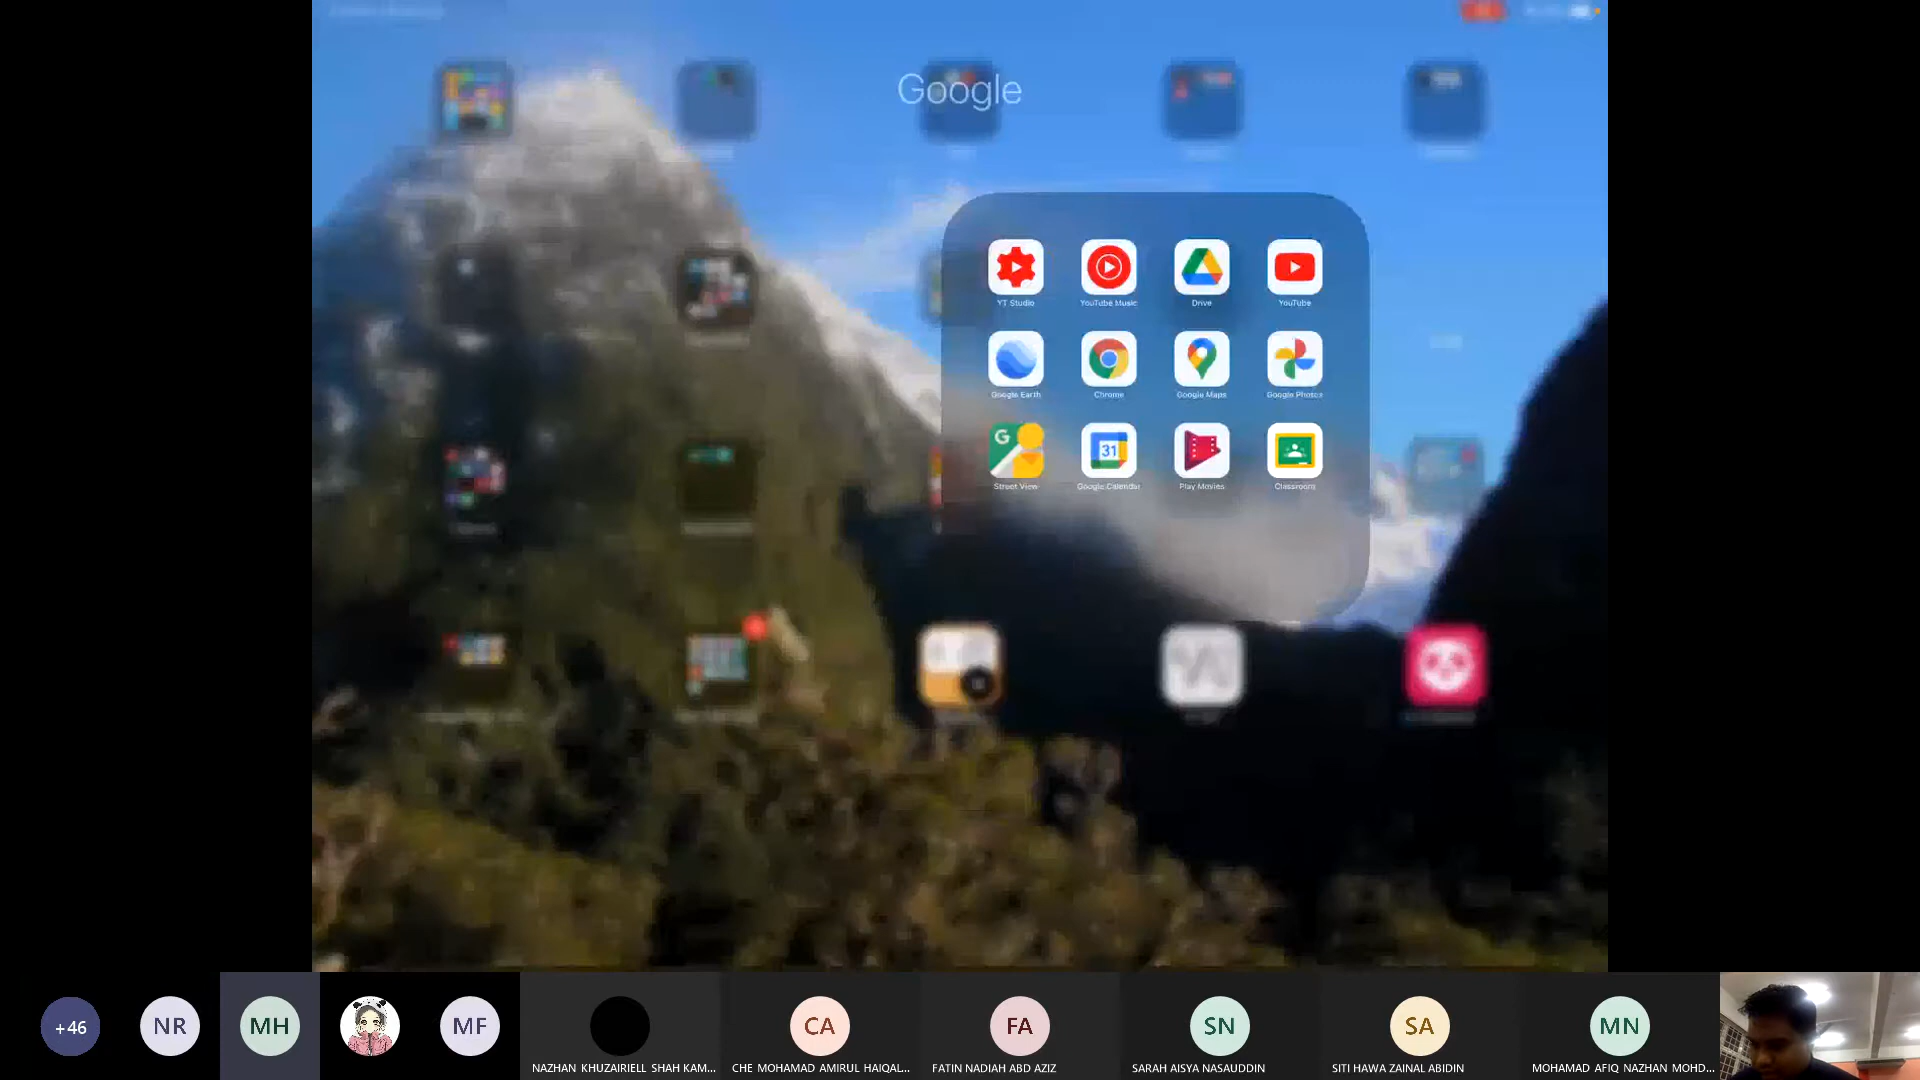 Google
YT Studio
YouTube Music
Drive
YouTube
Google Earth
Chrome
Google Maps
Google Photos
G
Street View
31
Google Calendar
Play Movies
Classroom
+46
NR
MH
MF
NAZHAN KHUZAIRIELL SHAH KAM...
CA
CHE MOHAMAD AMIRUL HAIQAL...
FA
FATIN NADIAH ABD AZIZ
SN
SARAH AISYA NASAUDDIN
SA
SITI HAWA ZAINAL ABIDIN
MN
MOHAMAD AFIQ NAZHAN MOHD...